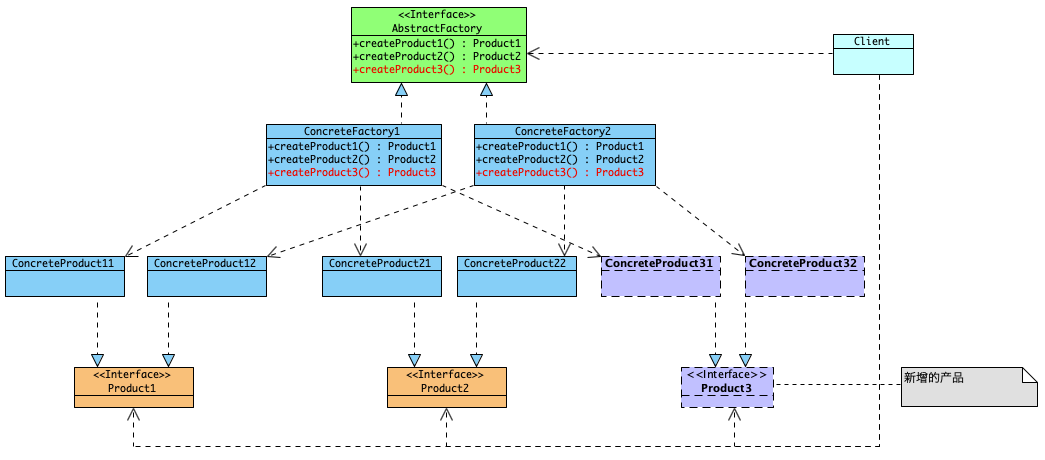 <<Interface>>
AbstractFactory
+createProduct1() : Product1
+createProduct2() : Product2
+createProduct3() : Product3
Client
ConcreteFactory1
+createProduct1() : Product1
+createProduct2() : Product2
+createProduct3() : Product3
ConcreteFactory2
+createProduct1() : Product1
+createProduct2() : Product2
+createProduct3() : Product3
ConcreteProduct11
ConcreteProduct12
ConcreteProduct21
ConcreteProduct22
ConcreteProduct31
ConcreteProduct32
<<Interface>>
Product1
<<Interface>>
Product2
<<Interface>>
Product3
新增的产品